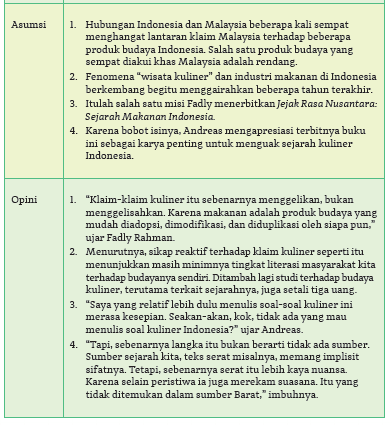 Asumsi
1. Hubungan Indonesia dan Malaysia beberapa kali sempat
menghangat lantaran klaim Malaysia terhadap beberapa
produk budaya Indonesia. Salah satu produk budaya yang
sempat diakui khas Malaysia adalah rendang.
2. Fenomena “wisata kuliner” dan industri makanan di Indonesia
berkembang begitu menggairahkan beberapa tahun terakhir.
3. Itulah salah satu misi Fadly menerbitkan Jejak Rasa Nusantara:
Sejarah Makanan Indonesia.
4. Karena bobot isinya, Andreas mengapresiasi terbitnya buku
ini sebagai karya penting untuk menguak sejarah kuliner
Indonesia.
Opini
1. “Klaim-klaim kuliner itu sebenarnya menggelikan, bukan
menggelisahkan. Karena makanan adalah produk budaya yang
mudah diadopsi, dimodifikasi, dan diduplikasi oleh siapa pun,”
ujar Fadly Rahman.
2. Menurutnya, sikap reaktif terhadap klaim kuliner seperti itu
menunjukkan masih minimnya tingkat literasi masyarakat kita
terhadap budayanya sendiri. Ditambah lagi studi terhadap budaya
kuliner, terutama terkait sejarahnya, juga setali tiga uang.
3. “Saya yang relatif lebih dulu menulis soal-soal kuliner ini
merasa kesepian. Seakan-akan, kok, tidak ada yang mau
menulis soal kuliner Indonesia?” ujar Andreas.
4. “Tapi, sebenarnya langka itu bukan berarti tidak ada sumber.
Sumber sejarah kita, teks serat misalnya, memang implisit
sifatnya. Tetapi, sebenarnya serat itu lebih kaya nuansa.
Karena selain peristiwa ia juga merekam suasana. Itu yang
tidak ditemukan dalam sumber Barat,” imbuhnya.